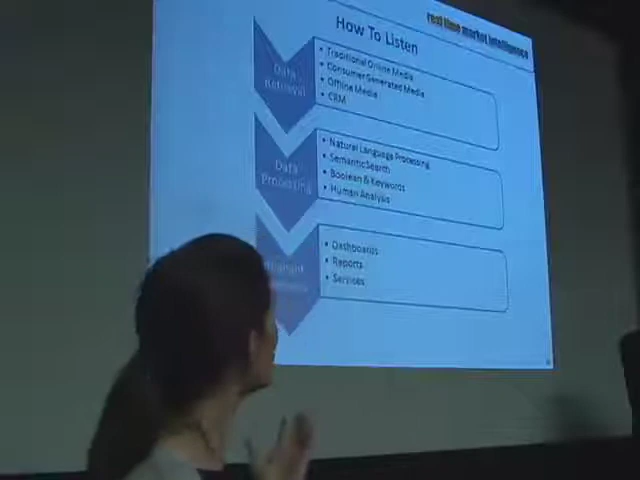 real time market intelligence
How To Listen
Data
Retrieval
• Traditional Online Media
• Consumer Generated Media
• Offline Media
• CRM
Data
Processing
• Natural Language Processing
• Semantic Search
• Boolean & Keywords
• Human Analysis
• Dashboards
• Reports
• Services